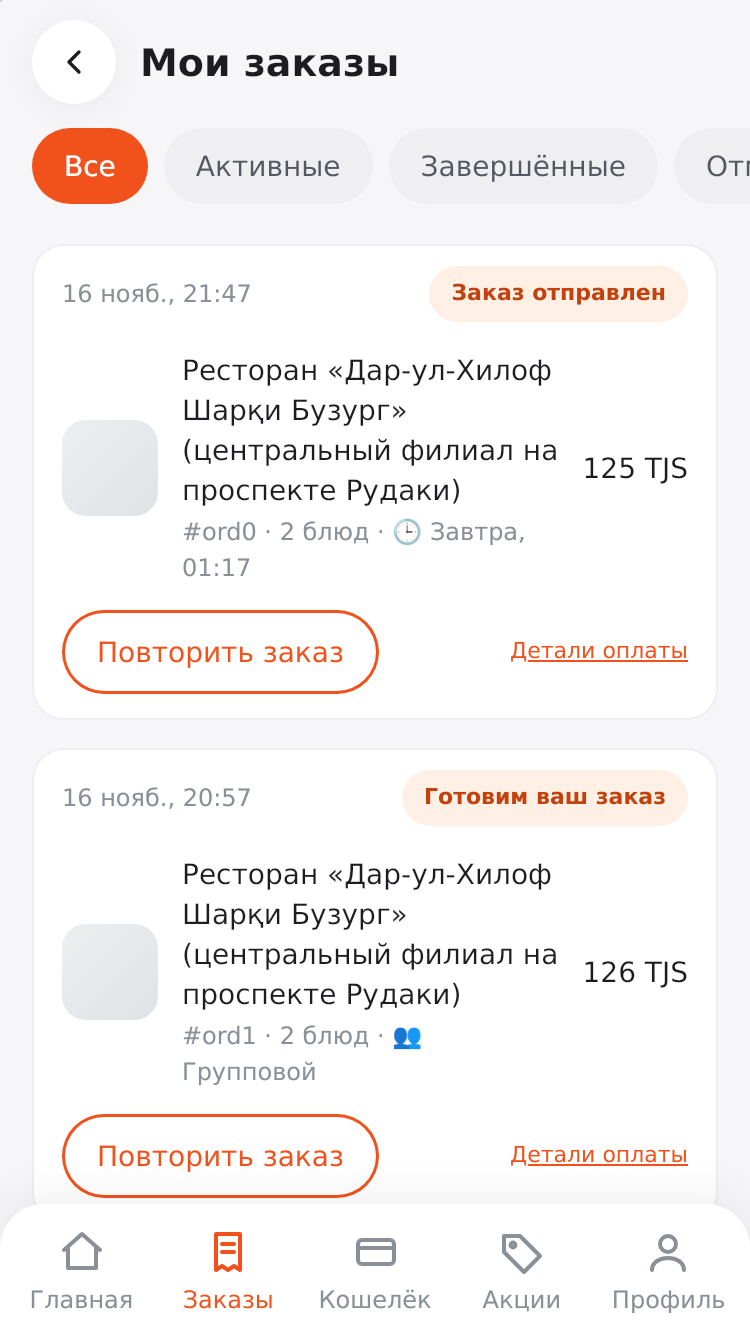 Мои заказы
Все
Активные
Завершённые
16 нояб., 21:47
Заказ отправлен
Ресторан «Дар-ул-Хилоф
Шарқи Бузург»
(центральный филиал на
проспекте Рудаки)
125 TJS
#ord0 · 2 блюд · 🕒 Завтра,
01:17
Повторить заказ
Детали оплаты
16 нояб., 20:57
Готовим ваш заказ
Ресторан «Дар-ул-Хилоф
Шарқи Бузург»
(центральный филиал на
проспекте Рудаки)
126 TJS
#ord1 · 2 блюд · 👥
Групповой
Повторить заказ
Детали оплаты
Главная
Заказы
Кошелёк
Акции
Профиль